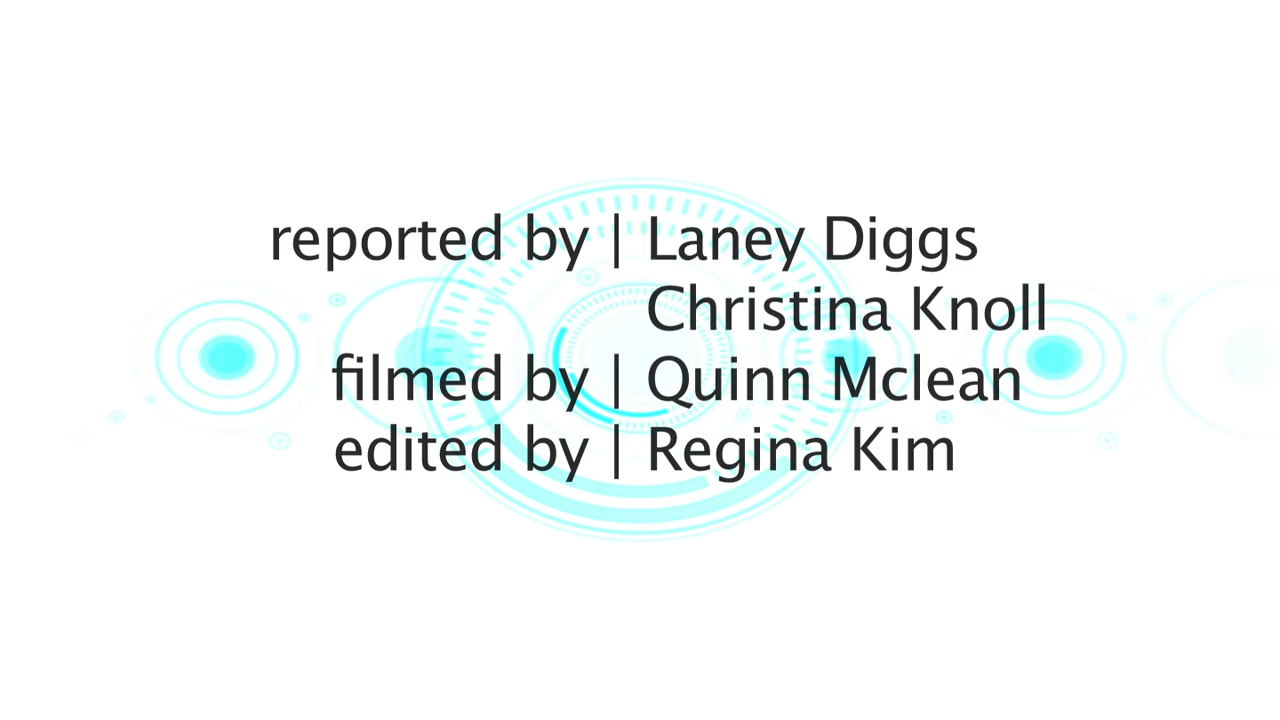 reported by | Laney Diggs
Christina Knoll
filmed by | Quinn Mclean
edited by | Regina Kim